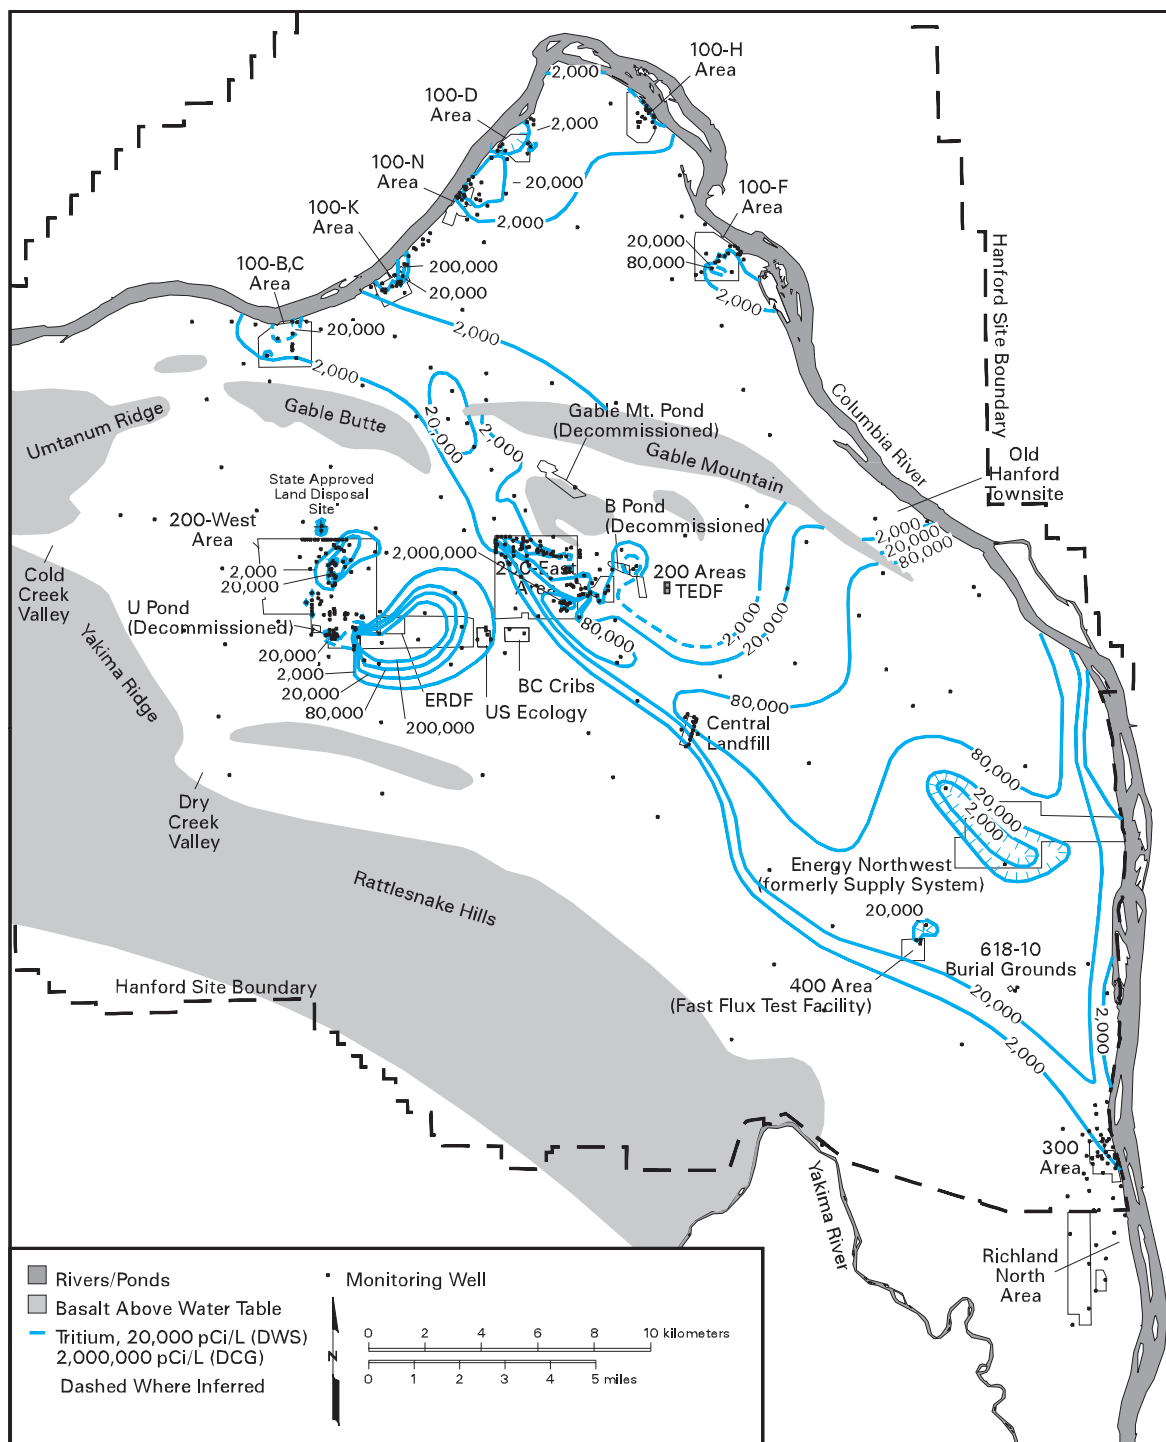 100-H
Area
2,000
100-D
Area
2,000
100-N
Area
20,000
100-F
Area
100-K
Area
2,000
20,000
80,000
200,000
20,000
100-B,C
Area
2,000
20,000
2,000
2,000
Hanford Site Boundary
Columbia River
Umtanum Ridge
Gable Butte
20,000
2,000
Gable Mt. Pond
(Decommissioned)
Gable Mountain
Old
Hanford
Townsite
State Approved
Land Disposal
Site
200-West
Area
2,000,000
200-East
Area
B Pond
(Decommissioned)
2,000
20,000
80,000
2,000
20,000
200 Areas
TEDF
Cold
Creek
Valley
U Pond
(Decommissioned)
80,000
2,000
20,000
Yakima Ridge
20,000
2,000
20,000
80,000
ERDF
200,000
BC Cribs
US Ecology
80,000
Central
Landfill
80,000
Dry
Creek
Valley
20,000
2,000
Rattlesnake Hills
Energy Northwest
(formerly Supply System)
20,000
618-10
Burial Grounds
400 Area
(Fast Flux Test Facility)
Hanford Site Boundary
20,000
2,000
2,000
300
Area
Yakima River
Richland
North
Area
Rivers/Ponds
Monitoring Well
Basalt Above Water Table
Tritium, 20,000 pCi/L (DWS)
2,000,000 pCi/L (DCG)
Dashed Where Inferred
N
0 2 4 6 8 10 kilometers
0 1 2 3 4 5 miles